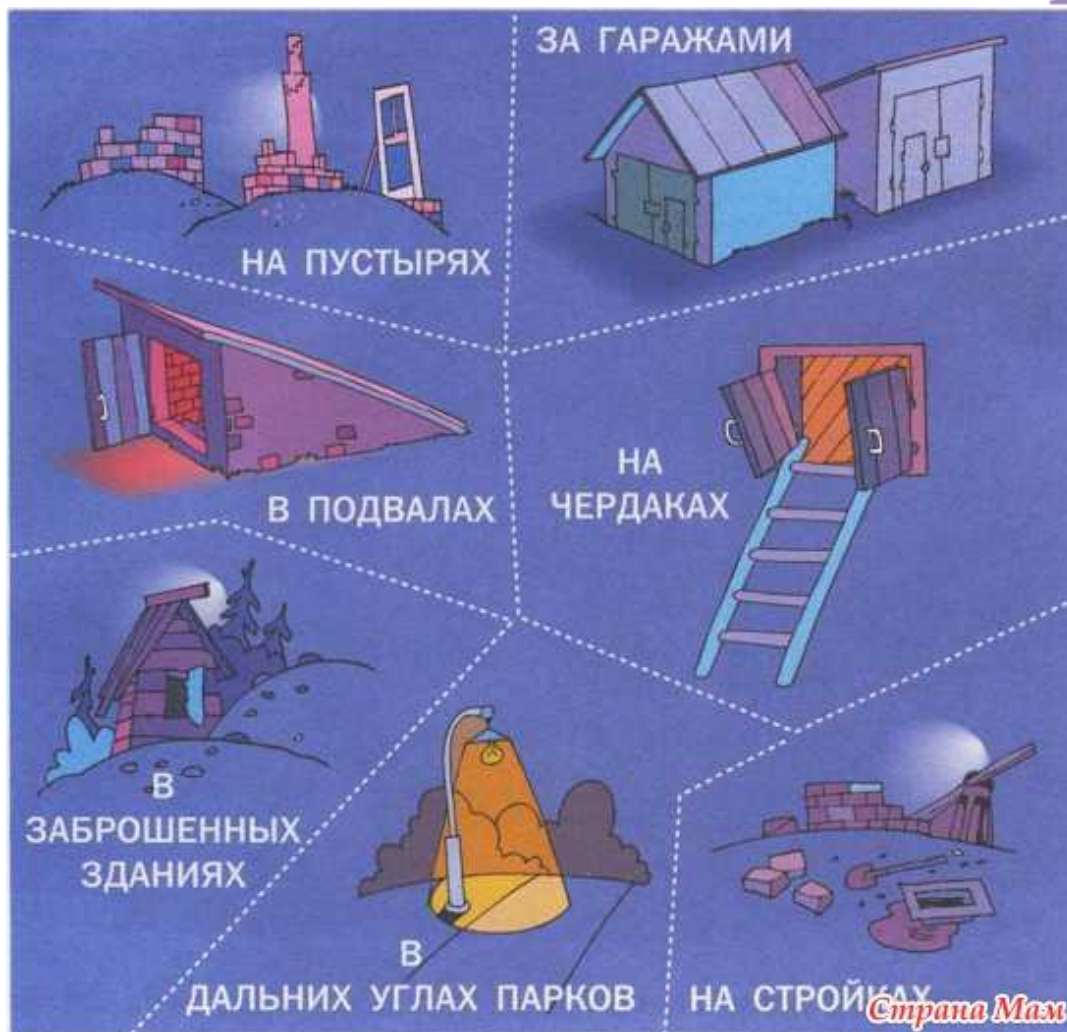 ЗА ГАРАЖАМИ
НА ПУСТЫРЯХ
В ПОДВАЛАХ
НА
ЧЕРДАКАХ
В
ЗАБРОШЕННЫХ
ЗДАНИЯХ
В
ДАЛЬНИХ УГЛАХ ПАРКОВ
НА СТРОЙКАХ
Страна Мам